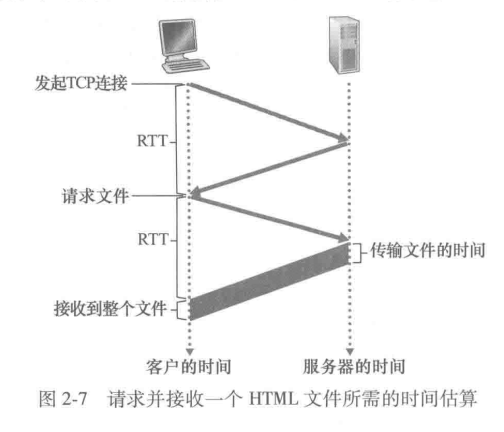 发起TCP连接
RTT
请求文件
RTT
传输文件的时间
接收到整个文件
客户的时间
服务器的时间
图 2-7 请求并接收一个 HTML 文件所需的时间估算